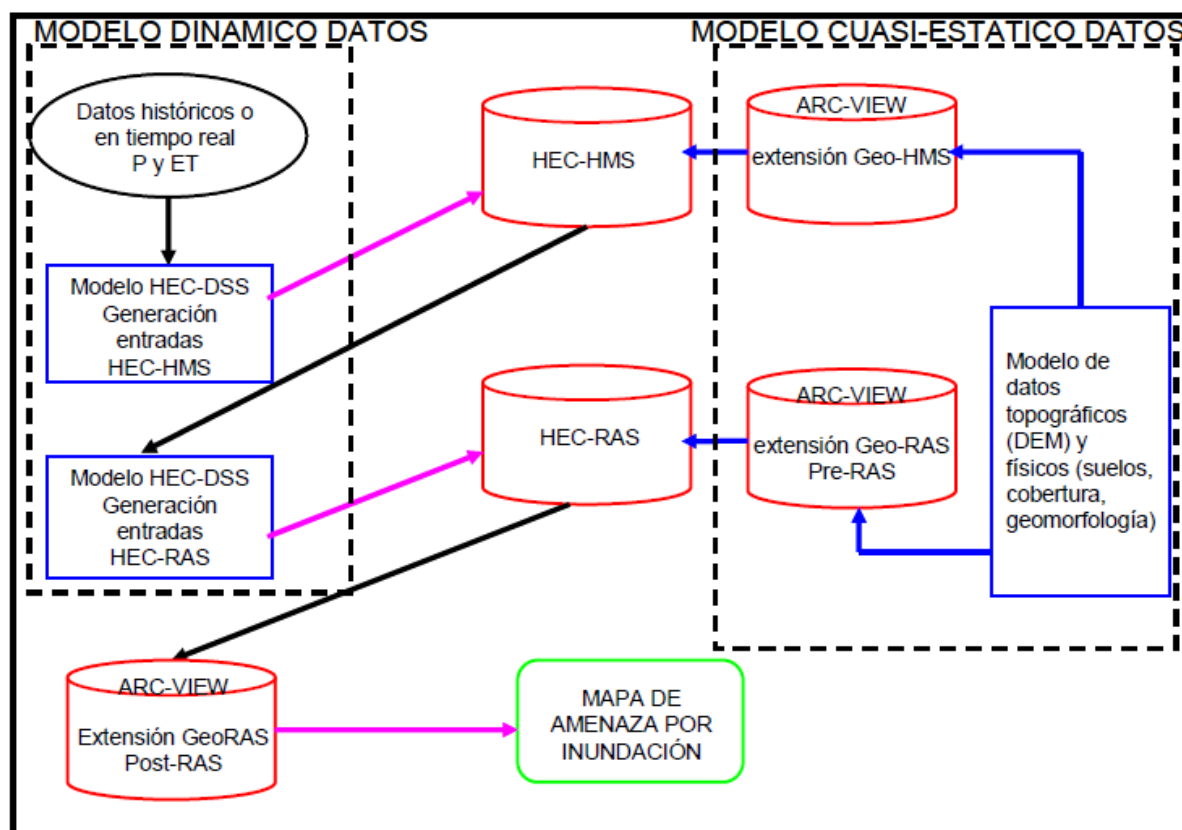 MODELO DINAMICO DATOS
MODELO CUASI-ESTATICO DATOS
Datos históricos o
en tiempo real
P y ET
HEC-HMS
ARC-VIEW
extensión Geo-HMS
Modelo HEC-DSS
Generación
entradas
HEC-HMS
HEC-RAS
ARC-VIEW
extensión Geo-RAS
Pre-RAS
Modelo de
datos
topográficos
(DEM) y
físicos (suelos,
cobertura,
geomorfología)
Modelo HEC-DSS
Generación
entradas
HEC-RAS
ARC-VIEW
Extensión GeoRAS
Post-RAS
MAPA DE
AMENAZA POR
INUNDACIÓN